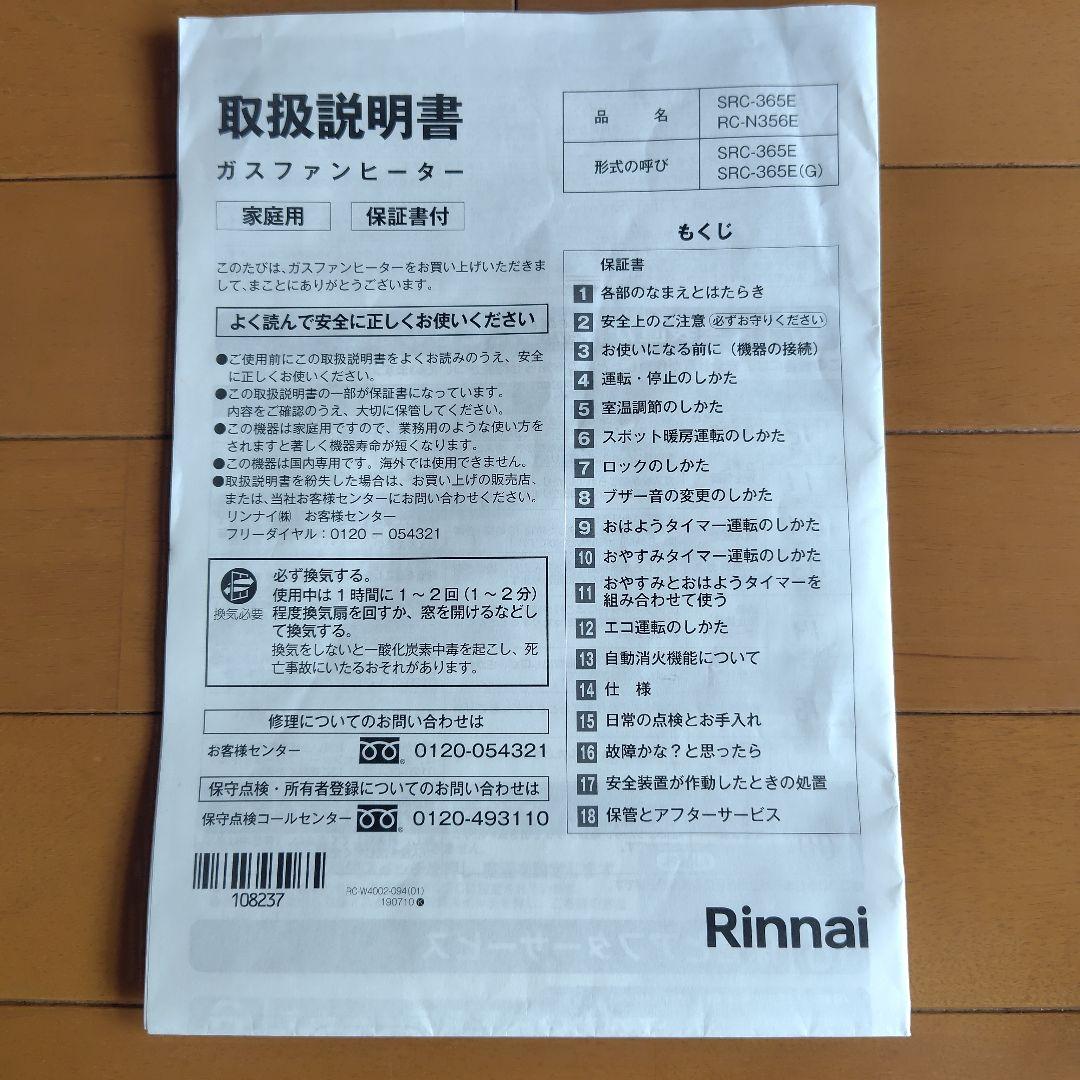 取扱説明書
ガスファンヒーター
家庭用
保証書付
品 名
SRC-365E
RC-N356E
形式の呼び
SRC-365E
SRC-365E(G)
このたびは、ガスファンヒーターをお買い上げいただきま
して、まことにありがとうございます。
よく読んで安全に正しくお使いください
●ご使用前にこの取扱説明書をよくお読みのうえ、安全
に正しくお使いください。
●この取扱説明書の一部が保証書になっています。
内容をご確認のうえ、大切に保管してください。
●この機器は家庭用ですので、業務用のような使い方を
されますと著しく機器寿命が短くなります。
●この機器は国内専用です。海外では使用できません。
●取扱説明書を紛失した場合は、お買い上げの販売店、
または、当社お客様センターにお問い合わせください。
リンナイ㈱ お客様センター
フリーダイヤル：0120 － 054321
換気必要
必ず換気する。
使用中は1時間に1～2回（1～2分）
程度換気扇を回すか、窓を開けるなどし
て換気する。
換気をしないと一酸化炭素中毒を起こし、死
亡事故にいたるおそれがあります。
修理についてのお問い合わせは
お客様センター 0120-054321
保守点検・所有者登録についてのお問い合わせは
保守点検コールセンター 0120-493110
108237
RC-W4002-094(01)
190710 K
もくじ
保証書
1 各部のなまえとはたらき
2 安全上のご注意 必ずお守りください
3 お使いになる前に（機器の接続）
4 運転・停止のしかた
5 室温調節のしかた
6 スポット暖房運転のしかた
7 ロックのしかた
8 ブザー音の変更のしかた
9 おはようタイマー運転のしかた
10 おやすみタイマー運転のしかた
11 おやすみとおはようタイマーを
組み合わせて使う
12 エコ運転のしかた
13 自動消火機能について
14 仕 様
15 日常の点検とお手入れ
16 故障かな？と思ったら
17 安全装置が作動したときの処置
18 保管とアフターサービス
Rinnai
アフターサービス